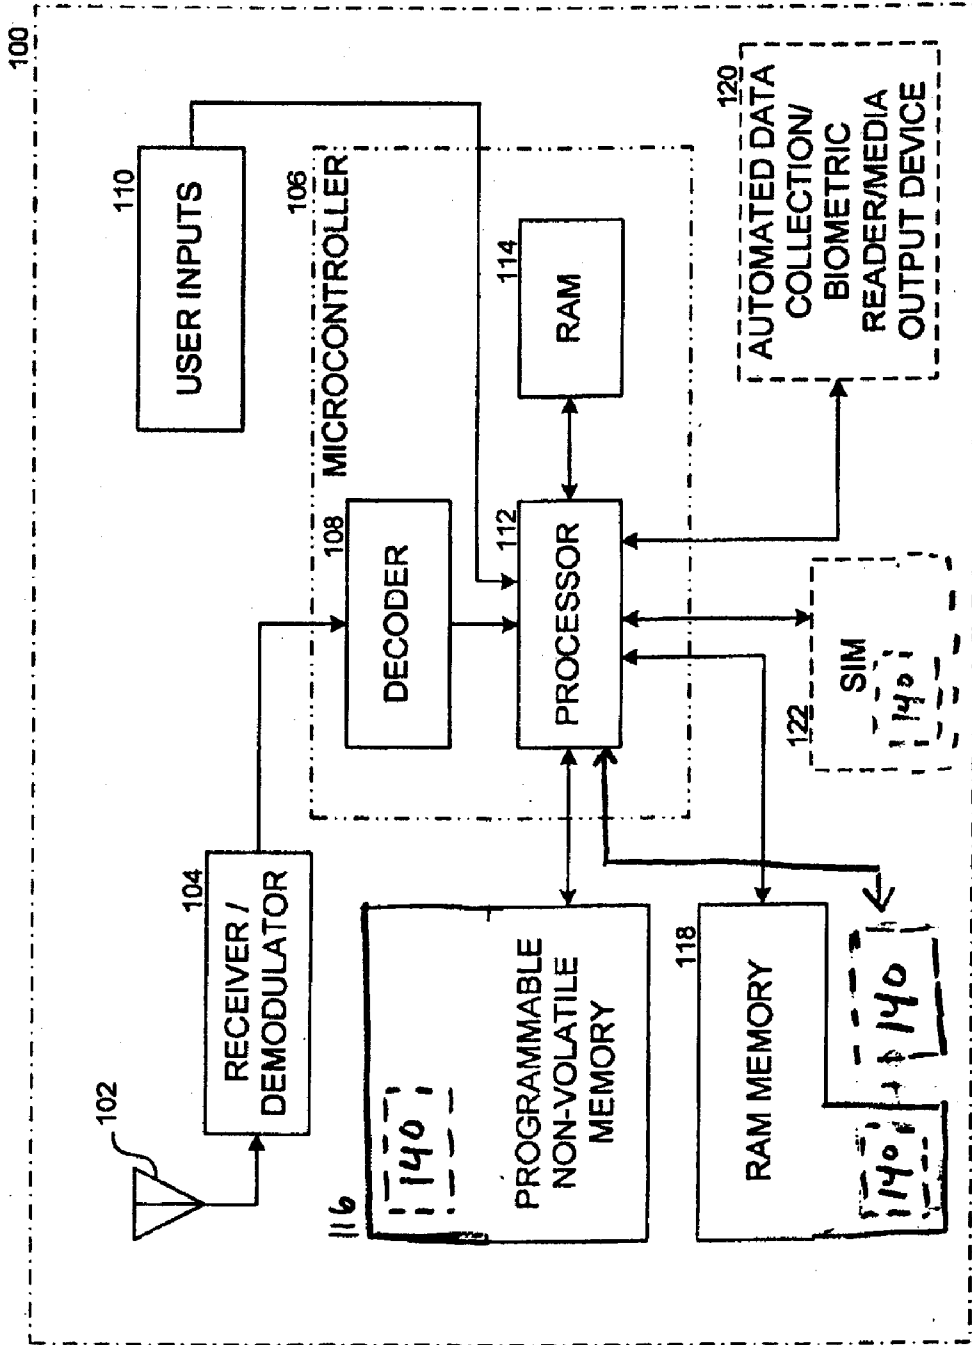 100
102
104
RECEIVER /
DEMODULATOR
110
USER INPUTS
106
MICROCONTROLLER
108
DECODER
112
PROCESSOR
114
RAM
116
140
PROGRAMMABLE
NON-VOLATILE
MEMORY
118
RAM MEMORY
140
140
122
SIM
140
120
AUTOMATED DATA
COLLECTION/
BIOMETRIC
READER/MEDIA
OUTPUT DEVICE